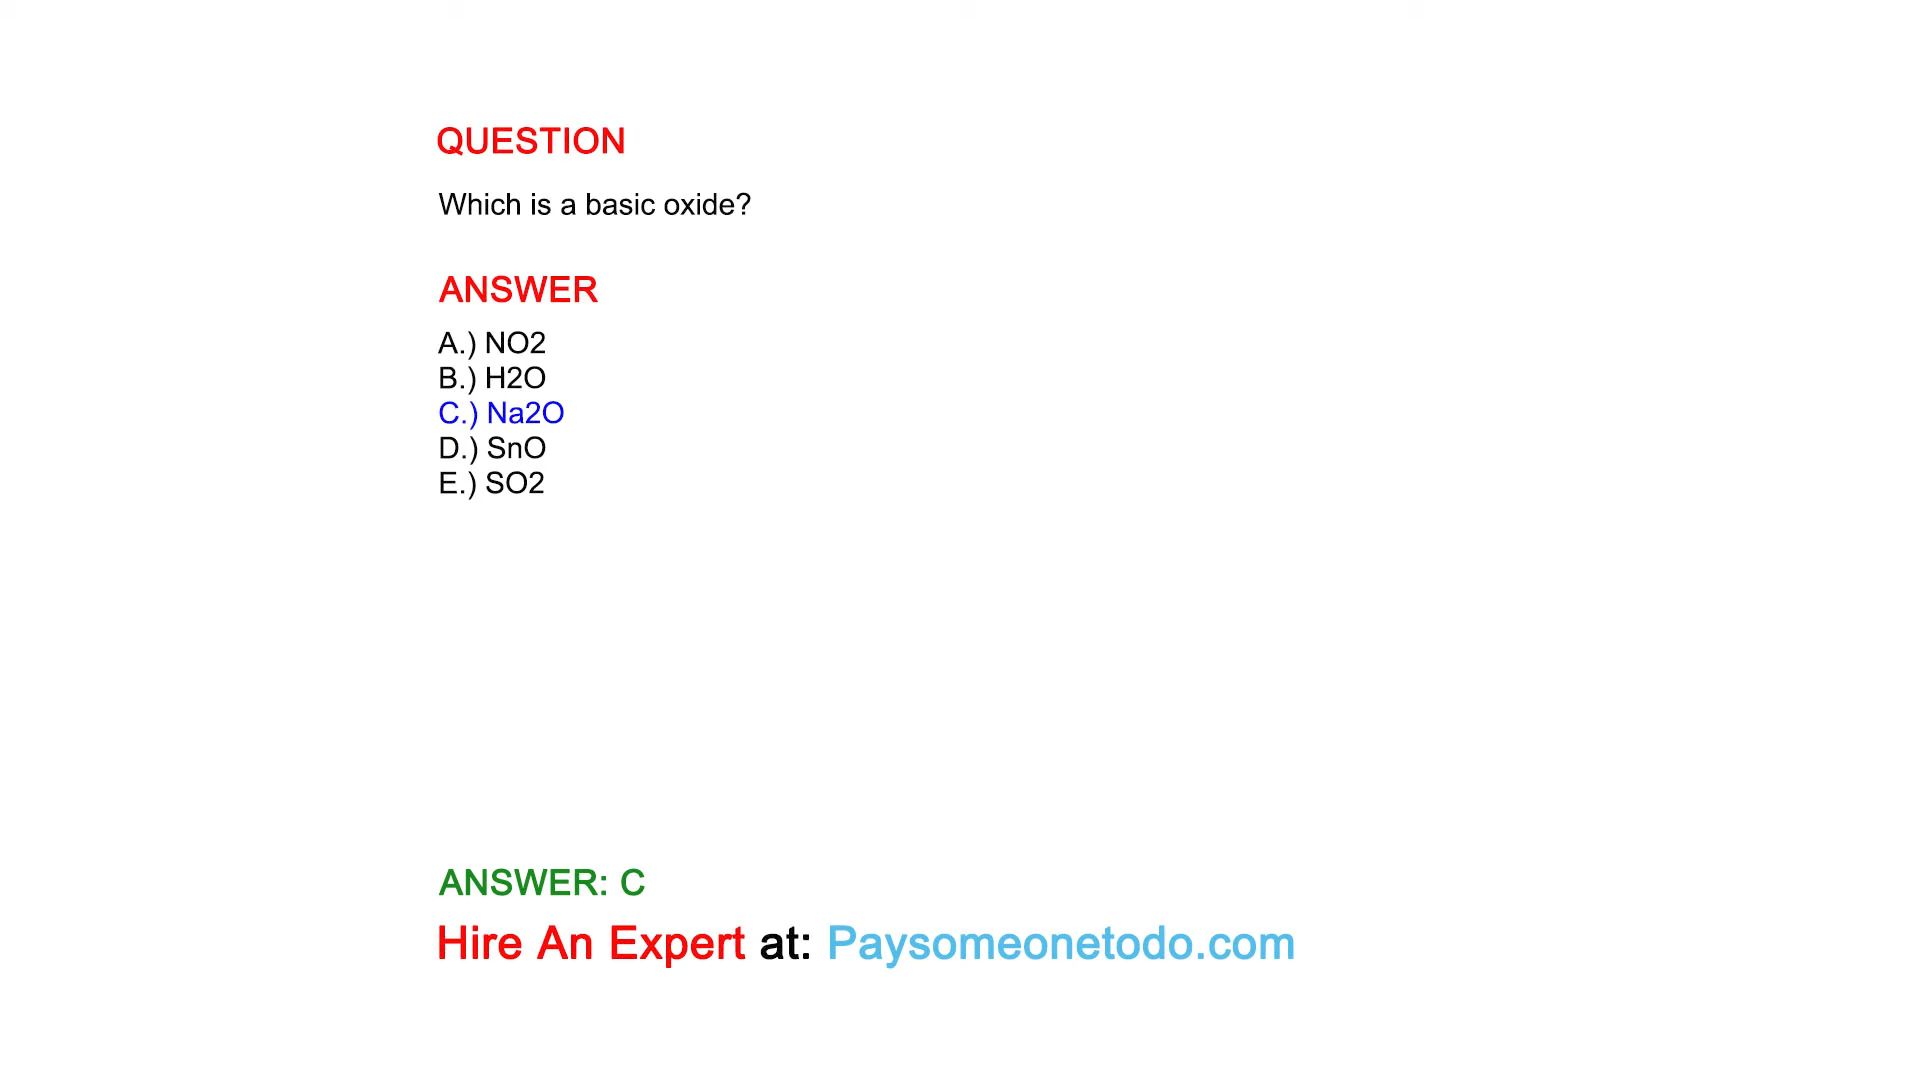 QUESTION
Which is a basic oxide?
ANSWER
A.) NO2
B.) H2O
C.) Na2O
D.) SnO
E.) SO2
ANSWER: C
Hire An Expert at: Paysomeonetodo.com